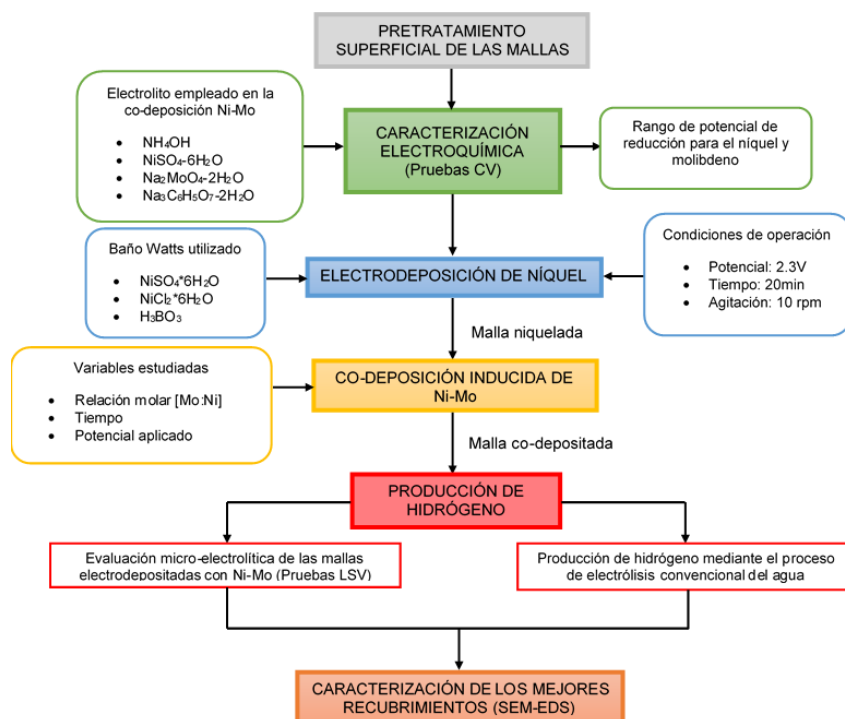 PRETRATAMIENTO
SUPERFICIAL DE LAS MALLAS
Electrolito empleado en la
co-deposición Ni-Mo
NH₄OH
NiSO₄-6H₂O
Na₂MoO₄-2H₂O
Na₃C₆H₅O₇-2H₂O
CARACTERIZACIÓN
ELECTROQUÍMICA
(Pruebas CV)
Rango de potencial de
reducción para el níquel y
molibdeno
Baño Watts utilizado
NiSO₄*6H₂O
NiCl₂*6H₂O
H₃BO₃
ELECTRODEPOSICIÓN DE NÍQUEL
Condiciones de operación
Potencial: 2.3V
Tiempo: 20min
Agitación: 10 rpm
Malla niquelada
Variables estudiadas
Relación molar [Mo:Ni]
Tiempo
Potencial aplicado
CO-DEPOSICIÓN INDUCIDA DE
Ni-Mo
Malla co-depositada
PRODUCCIÓN DE
HIDRÓGENO
Evaluación micro-electrolítica de las mallas
electrodepositadas con Ni-Mo (Pruebas LSV)
Producción de hidrógeno mediante el proceso
de electrólisis convencional del agua
CARACTERIZACIÓN DE LOS MEJORES
RECUBRIMIENTOS (SEM-EDS)